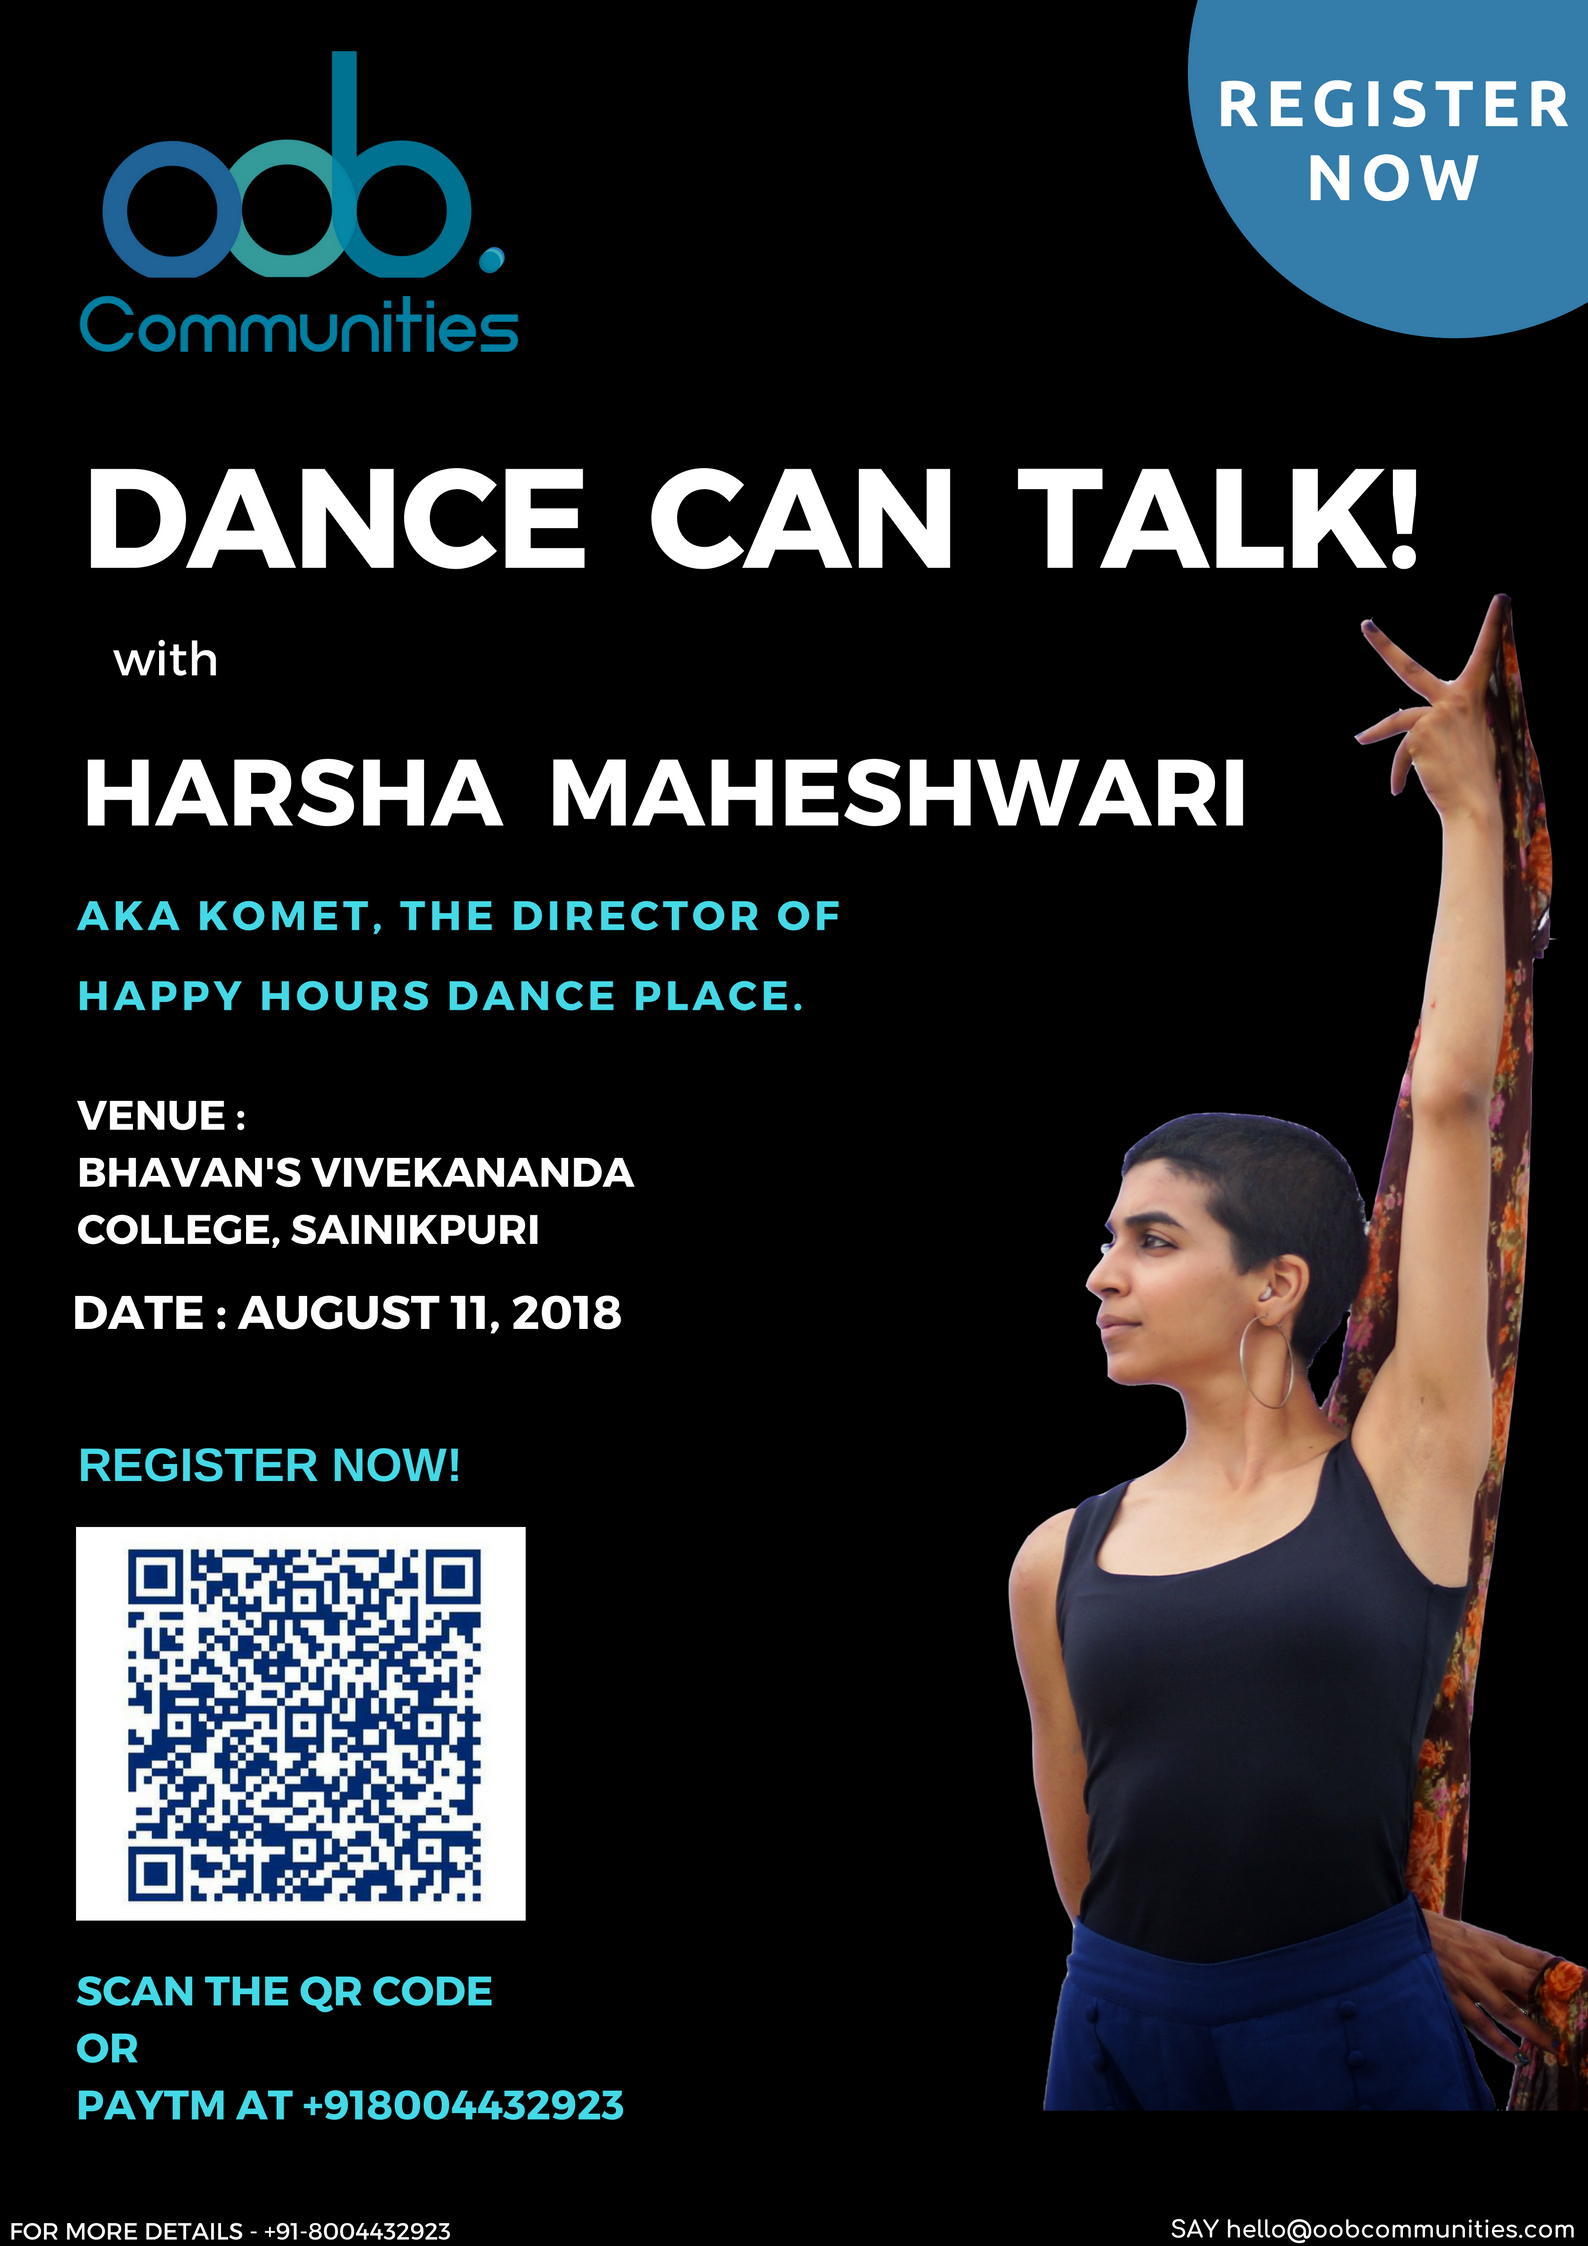 oob.
Communities
REGISTER
NOW
DANCE CAN TALK!
with
HARSHA MAHESHWARI
AKA KOMET, THE DIRECTOR OF
HAPPY HOURS DANCE PLACE.
VENUE :
BHAVAN'S VIVEKANANDA
COLLEGE, SAINIKPURI
DATE : AUGUST 11, 2018
REGISTER NOW!
SCAN THE QR CODE
OR
PAYTM AT +918004432923
FOR MORE DETAILS - +91-8004432923
SAY hello@oobcommunities.com